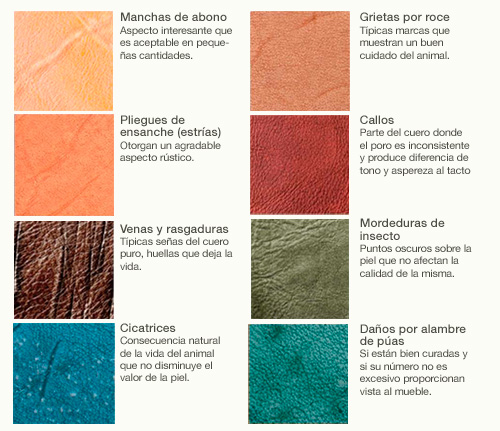 Manchas de abono
Aspecto interesante que
es aceptable en peque-
ñas cantidades.
Grietas por roce
Típicas marcas que
muestran un buen
cuidado del animal.
Pliegues de
ensanche (estrías)
Otorgan un agradable
aspecto rústico.
Callos
Parte del cuero donde
el poro es inconsistente
y produce diferencia de
tono y aspereza al tacto
Venas y rasgaduras
Típicas señas del cuero
puro, huellas que deja la
vida.
Mordeduras de
insecto
Puntos oscuros sobre la
piel que no afectan la
calidad de la misma.
Cicatrices
Consecuencia natural
de la vida del animal
que no disminuye el
valor de la piel.
Daños por alambre
de púas
Si están bien curadas y
si su número no es
excesivo proporcionan
vista al mueble.